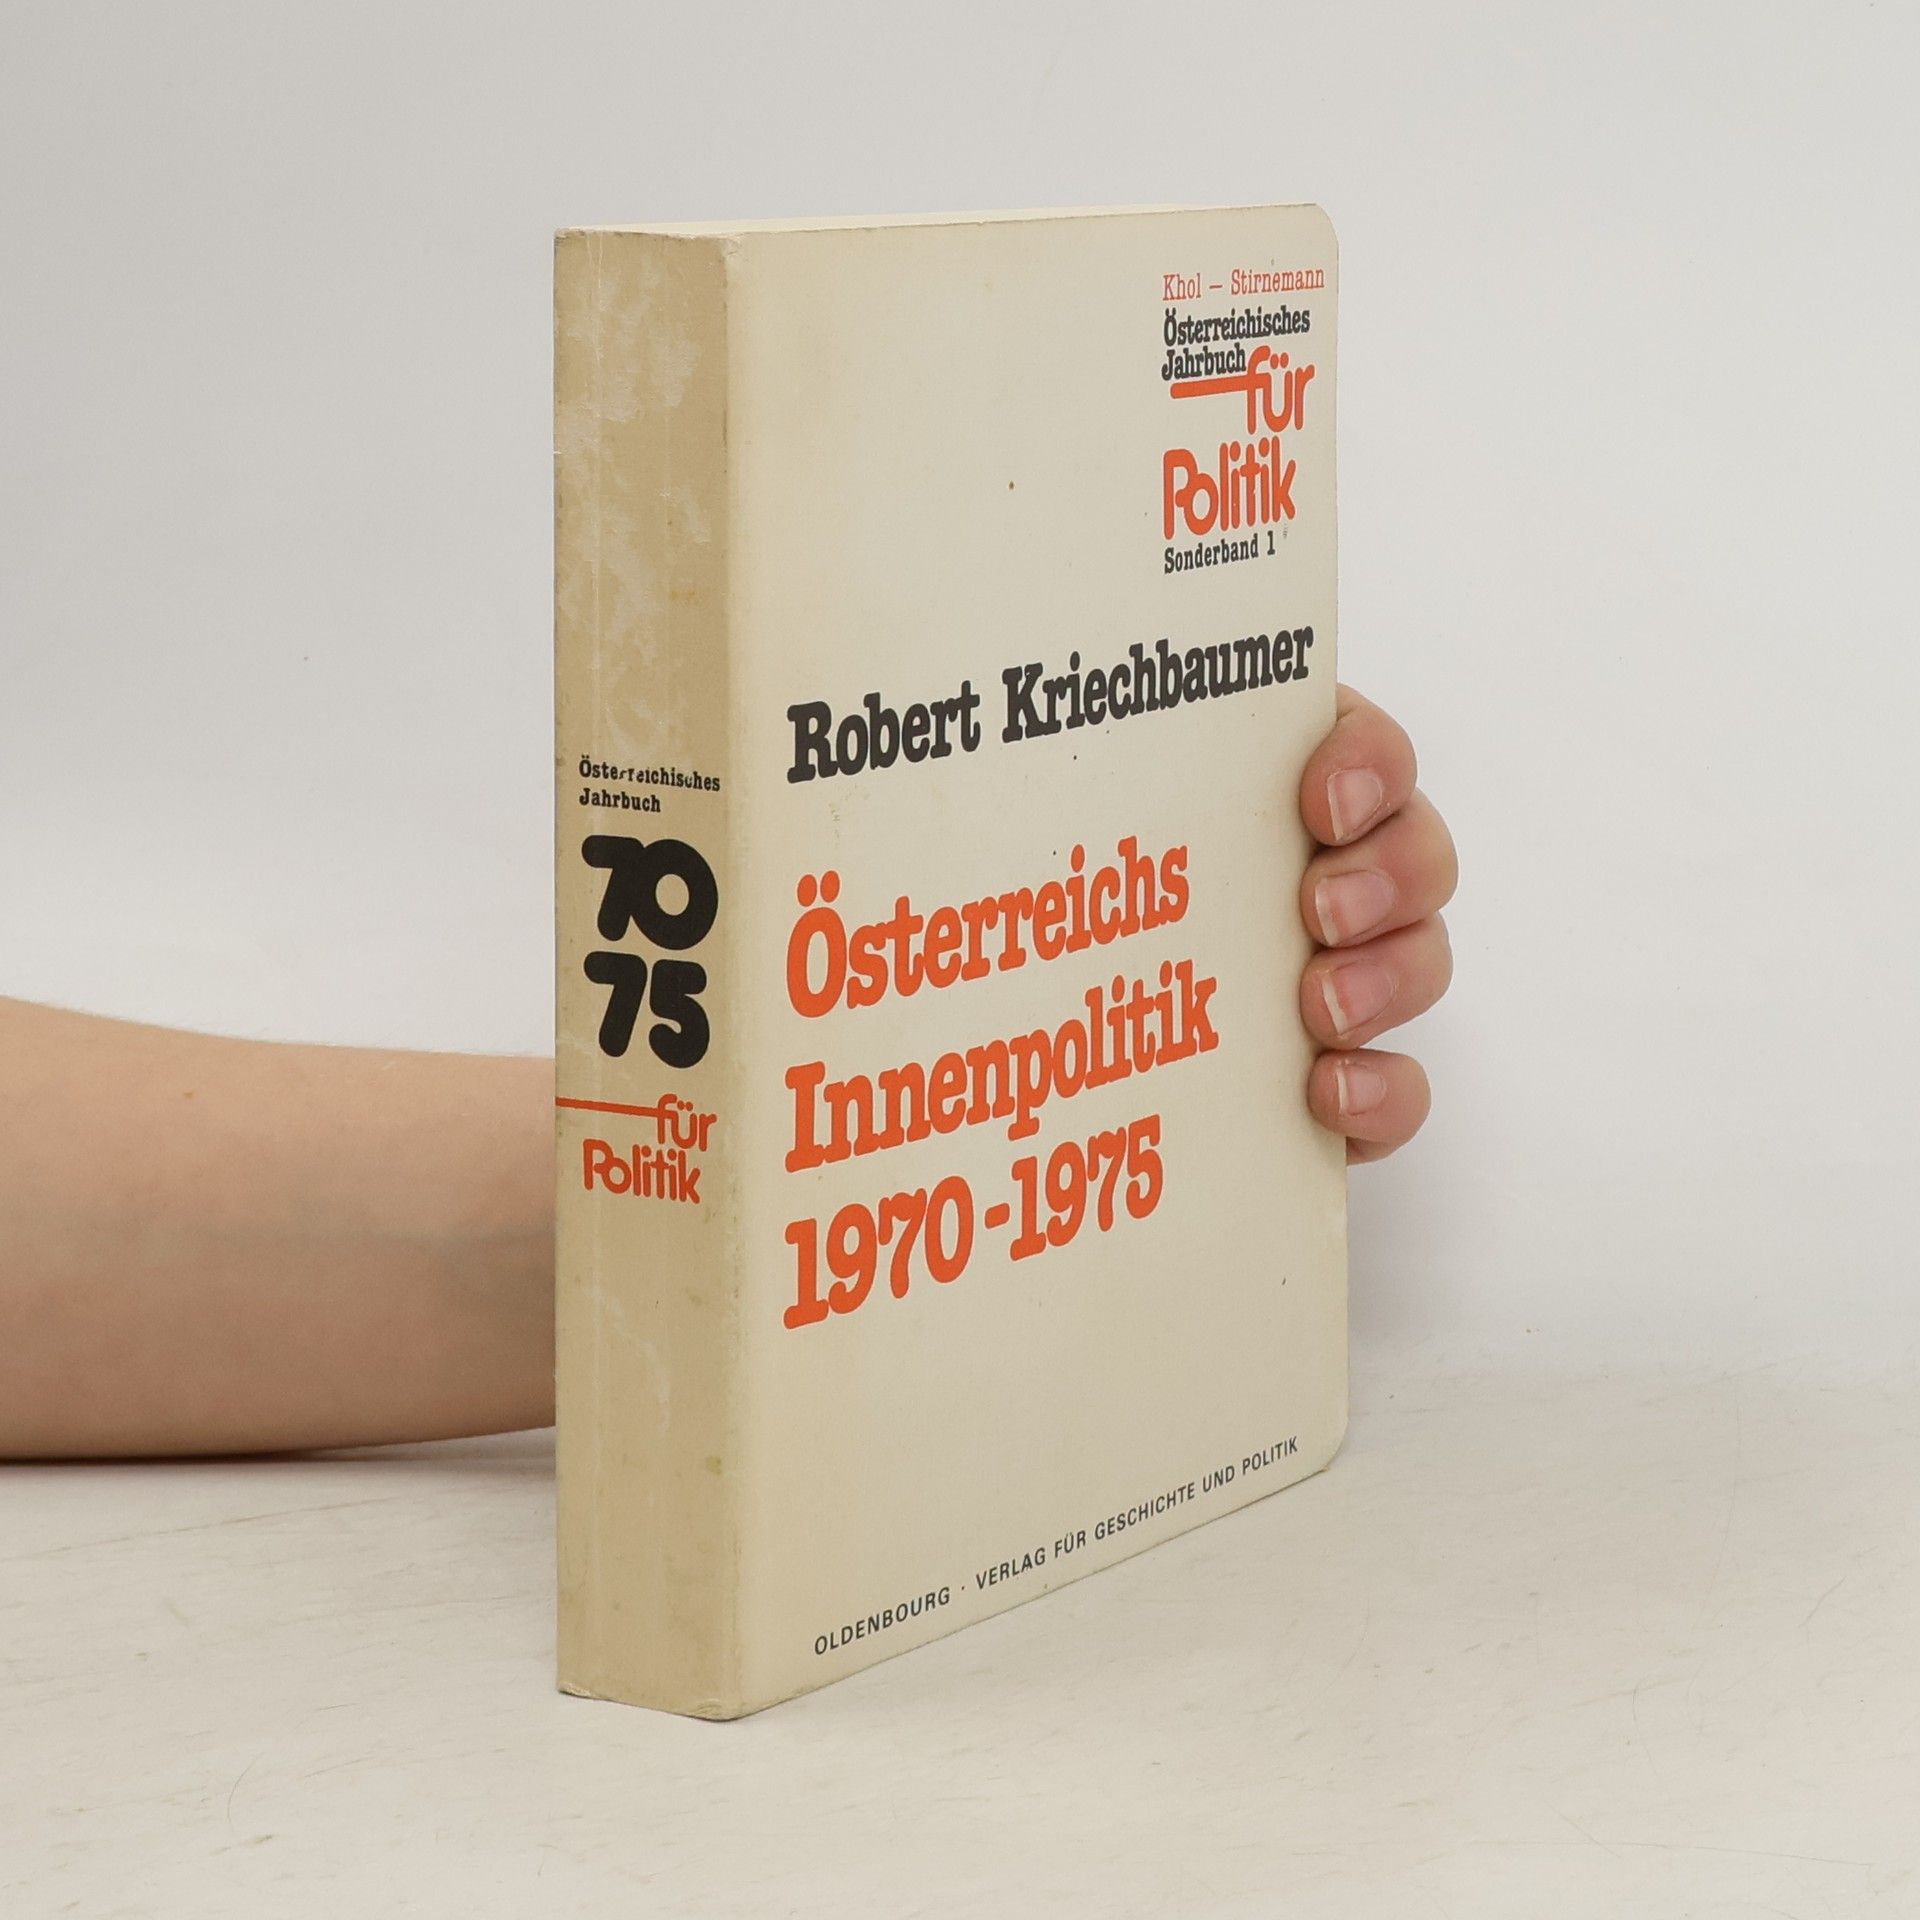 Khol – Stirnemann
Österreichisches
Jahrbuch
für
Politik
Sonderband 1
Robert Kriechbaumer
Österreichs
Innenpolitik
1970-1975
OLDENBOURG · VERLAG FÜR GESCHICHTE UND POLITIK
Österreichisches
Jahrbuch
70
75
für
Politik